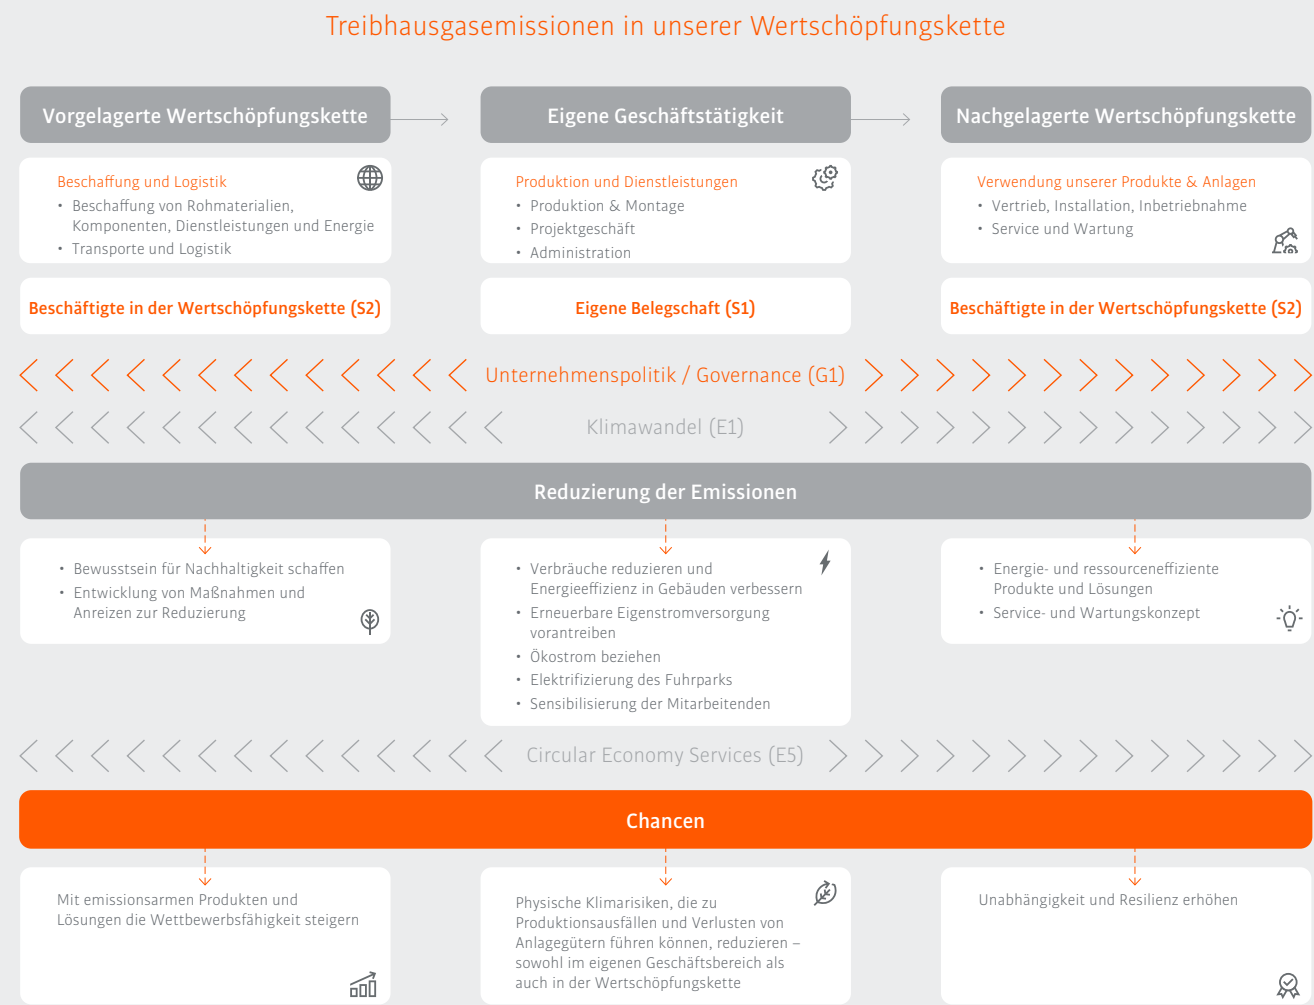 Treibhausgasemissionen in unserer Wertschöpfungskette
Vorgelagerte Wertschöpfungskette
Eigene Geschäftstätigkeit
Nachgelagerte Wertschöpfungskette
Beschaffung und Logistik
• Beschaffung von Rohmaterialien,
Komponenten, Dienstleistungen und Energie
• Transporte und Logistik
Produktion und Dienstleistungen
• Produktion & Montage
• Projektgeschäft
• Administration
Verwendung unserer Produkte & Anlagen
• Vertrieb, Installation, Inbetriebnahme
• Service und Wartung
Beschäftigte in der Wertschöpfungskette (S2)
Eigene Belegschaft (S1)
Beschäftigte in der Wertschöpfungskette (S2)
Unternehmenspolitik / Governance (G1)
Klimawandel (E1)
Reduzierung der Emissionen
• Bewusstsein für Nachhaltigkeit schaffen
• Entwicklung von Maßnahmen und
Anreizen zur Reduzierung
• Verbräuche reduzieren und
Energieeffizienz in Gebäuden verbessern
• Erneuerbare Eigenstromversorgung
vorantreiben
• Ökostrom beziehen
• Elektrifizierung des Fuhrparks
• Sensibilisierung der Mitarbeitenden
• Energie- und ressourceneffiziente
Produkte und Lösungen
• Service- und Wartungskonzept
Circular Economy Services (E5)
Chancen
Mit emissionsarmen Produkten und
Lösungen die Wettbewerbsfähigkeit steigern
Physische Klimarisiken, die zu
Produktionsausfällen und Verlusten von
Anlagegütern führen können, reduzieren –
sowohl im eigenen Geschäftsbereich als
auch in der Wertschöpfungskette
Unabhängigkeit und Resilienz erhöhen